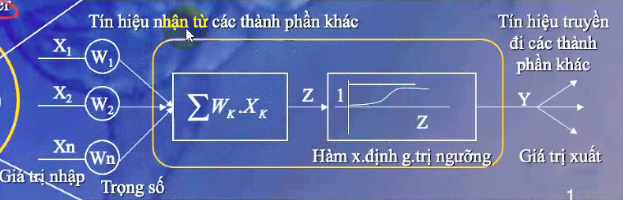 er
Tín hiệu nhận từ các thành phần khác
Tín hiệu truyền
đi các thành
phần khác
X1 W1
X2 W2
Xn Wn
∑WK.XK
Z
1
Z
Y
Hàm x.định g.trị ngưỡng
Giá trị xuất
Giá trị nhập
Trọng số
1